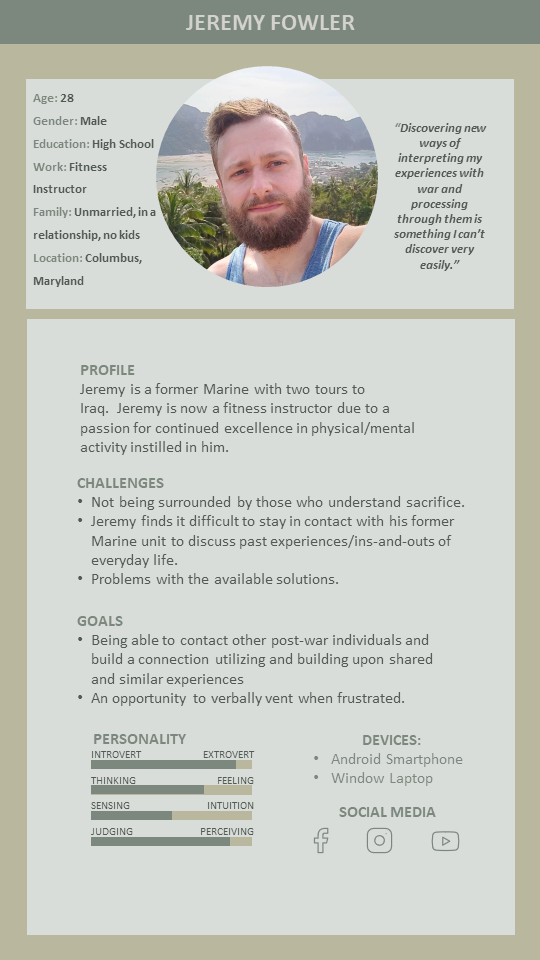 JEREMY FOWLER
Age: 28
Gender: Male
Education: High School
Work: Fitness
Instructor
Family: Unmarried, in a
relationship, no kids
Location: Columbus,
Maryland
“Discovering new
ways of
interpreting my
experiences with
war and
processing
through them is
something I can’t
discover very
easily.”
PROFILE
Jeremy is a former Marine with two tours to
Iraq. Jeremy is now a fitness instructor due to a
passion for continued excellence in physical/mental
activity instilled in him.
CHALLENGES
• Not being surrounded by those who understand sacrifice.
• Jeremy finds it difficult to stay in contact with his former
Marine unit to discuss past experiences/ins-and-outs of
everyday life.
• Problems with the available solutions.
GOALS
• Being able to contact other post-war individuals and
build a connection utilizing and building upon shared
and similar experiences
• An opportunity to verbally vent when frustrated.
PERSONALITY
INTROVERT EXTROVERT
THINKING FEELING
SENSING INTUITION
JUDGING PERCEIVING
DEVICES:
• Android Smartphone
• Window Laptop
SOCIAL MEDIA